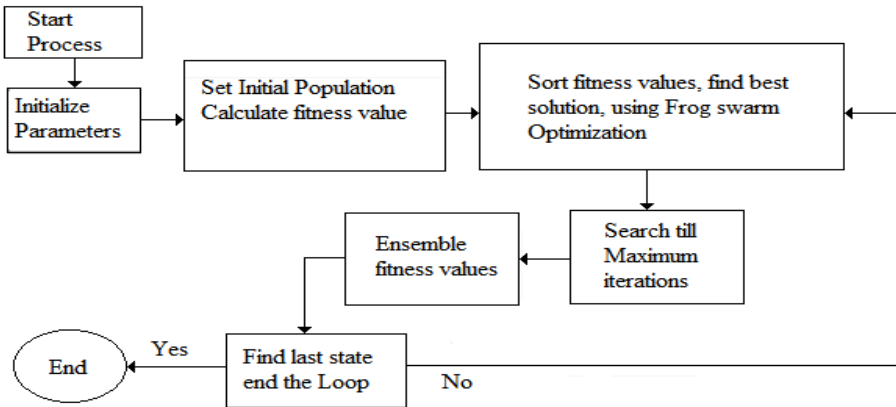 Start
Process
Initialize
Parameters
Set Initial Population
Calculate fitness value
Sort fitness values, find best
solution, using Frog swarm
Optimization
Search till
Maximum
iterations
Ensemble
fitness values
Find last state
end the Loop
Yes
End
No